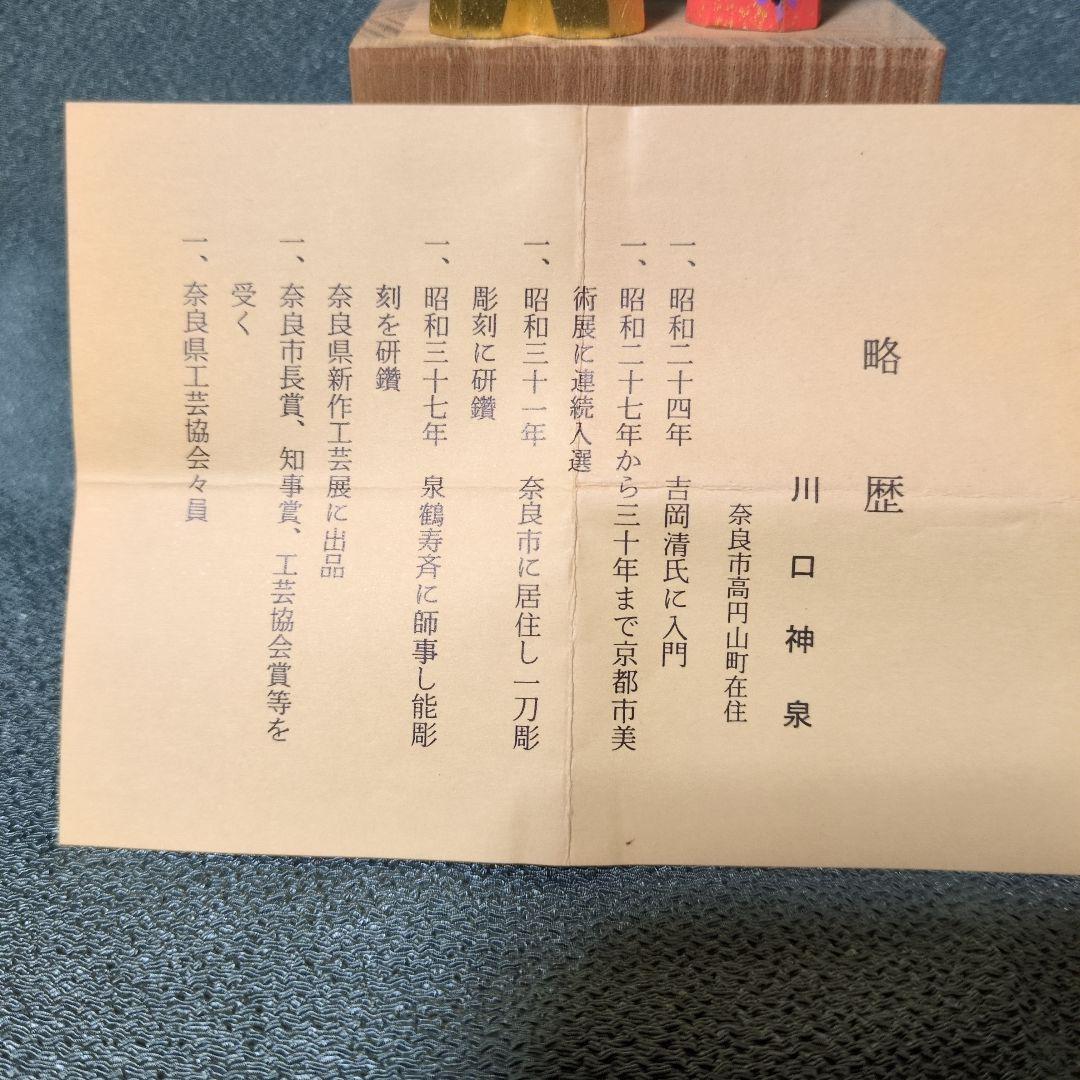 略歴
川口神泉
奈良市高円山町在住
一、昭和二十四年　吉岡清氏に入門
一、昭和二十七年から三十年まで京都市美
術展に連続入選
一、昭和三十一年　奈良市に居住し一刀彫
彫刻に研鑽
一、昭和三十七年　泉鶴寿斉に師事し能彫
刻を研鑽
奈良県新作工芸展に出品
一、奈良市長賞、知事賞、工芸協会賞等を
受く
一、奈良県工芸協会々員